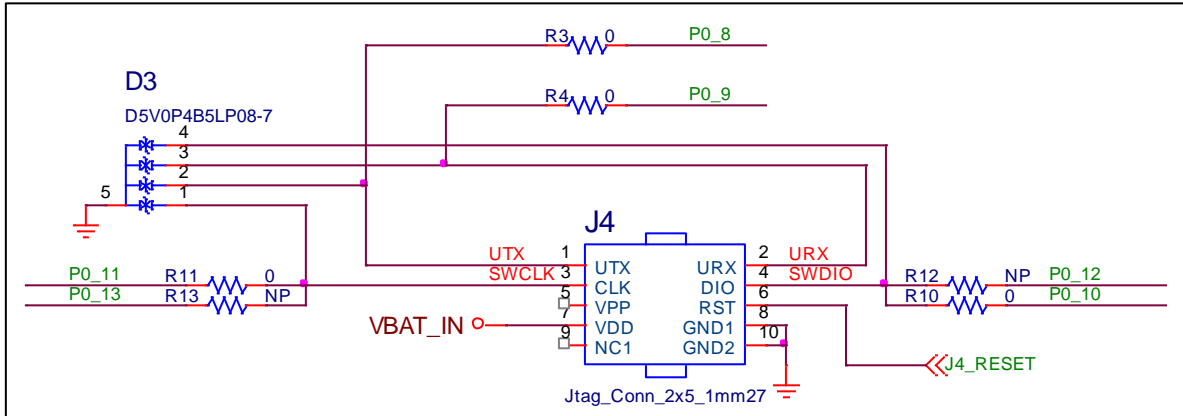 R3 0 P0_8
D3
R4 0 P0_9
D5V0P4B5LP08-7
4
3
2
5 1
J4
UTX 1 2 URX
UTX URX
P0_11 R11 0 SWCLK 3 4 SWDIO R12 NP P0_12
CLK DIO
P0_13 R13 NP 5 6 R10 0 P0_10
VPP RST
VBAT_IN 7 8
VDD GND1
9 10
NC1 GND2
J4_RESET
Jtag_Conn_2x5_1mm27